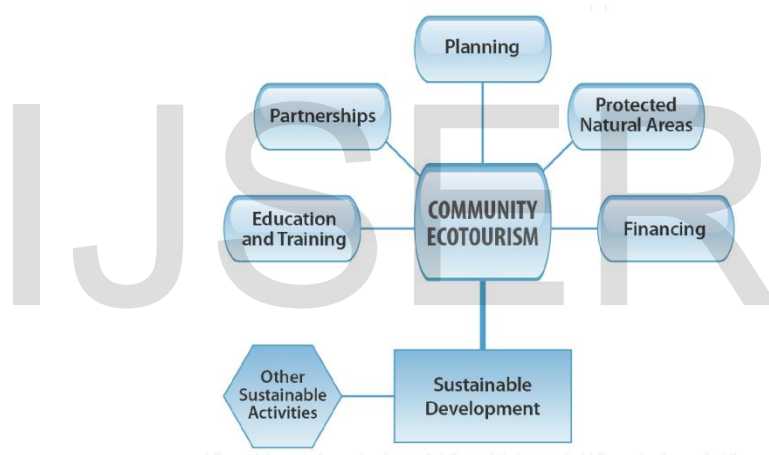 Planning
Partnerships
Protected
Natural Areas
COMMUNITY
ECOTOURISM
Education
and Training
Financing
Other
Sustainable
Activities
Sustainable
Development
IJSER